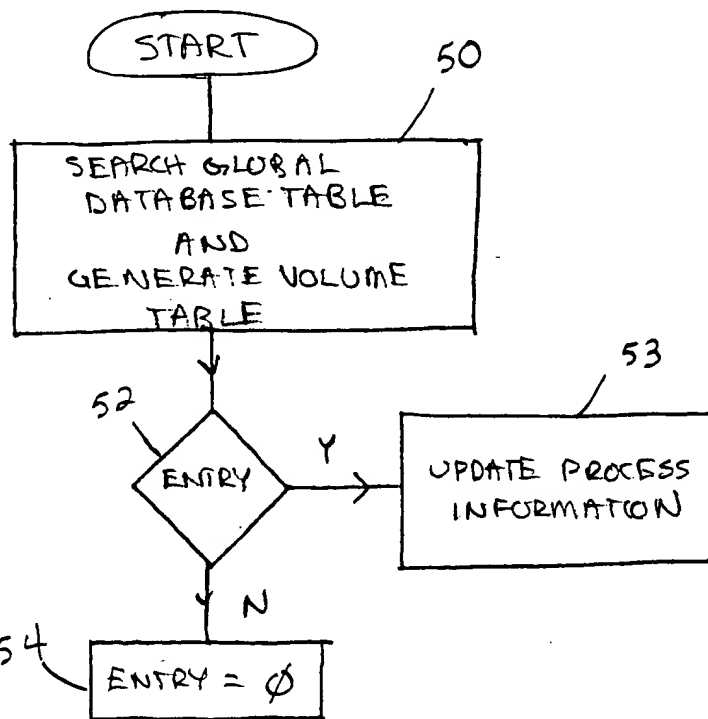 START
50
SEARCH GLOBAL
DATABASE TABLE
AND
GENERATE VOLUME
TABLE
52
ENTRY
Y
53
UPDATE PROCESS
INFORMATION
N
54
ENTRY = Ø